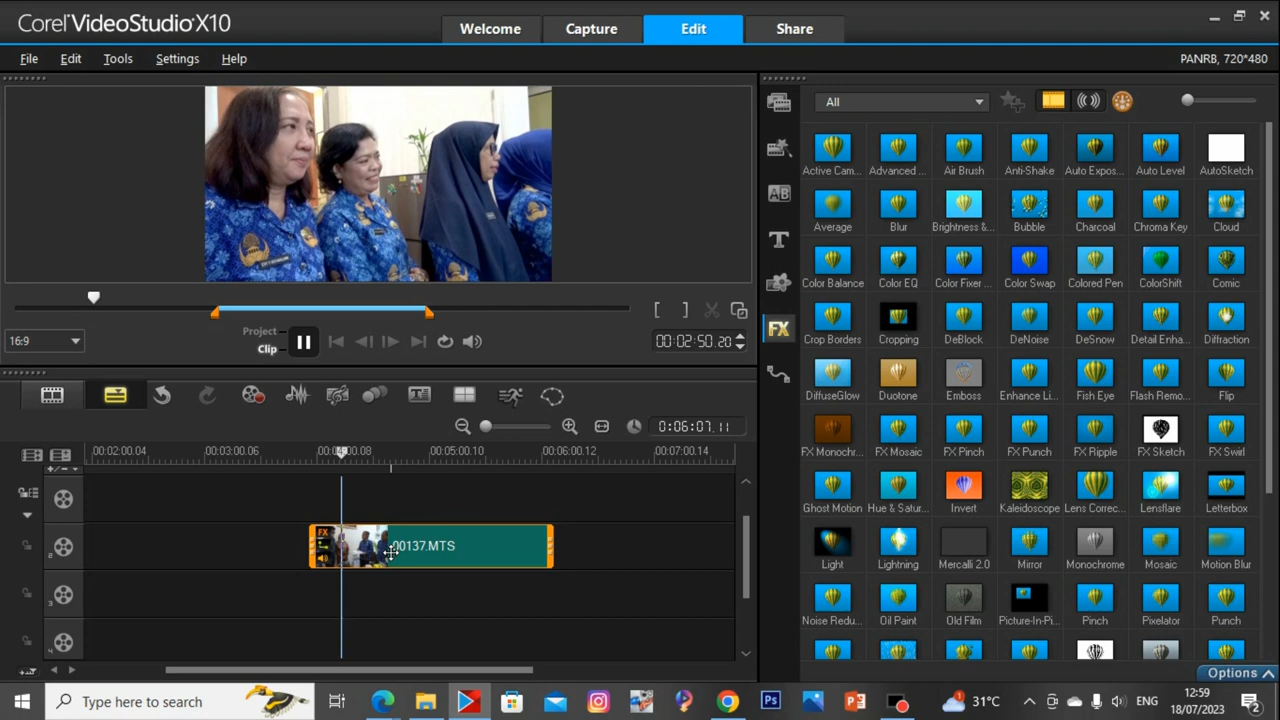 Corel VideoStudio X10
Welcome Capture Edit Share
File Edit Tools Settings Help PANRB, 720*480
All
Active Cam... Advanced ... Air Brush Anti-Shake Auto Expos... Auto Level AutoSketch
Average Blur Brightness &... Bubble Charcoal Chroma Key Cloud
Color Balance Color EQ Color Fixer ... Color Swap Colored Pen ColorShift Comic
Crop Borders Cropping DeBlock DeNoise DeSnow Detail Enha... Diffraction
DiffuseGlow Duotone Emboss Enhance Li... Fish Eye Flash Remo... Flip
FX Monochr... FX Mosaic FX Pinch FX Punch FX Ripple FX Sketch FX Swirl
Ghost Motion Hue & Satur... Invert Kaleidoscope Lens Correc... Lensflare Letterbox
Light Lightning Mercalli 2.0 Mirror Monochrome Mosaic Motion Blur
Noise Redu... Oil Paint Old Film Picture-In-Pi... Pinch Pixelator Punch
Options
AB
T
FX
Project
Clip
[ ]
00:02:50.20
16:9
0:06:07.11
00:02:00.04 00:03:00.06 00:04:00.08 00:05:00.10 00:06:00.12 00:07:00.14
FX
00137.MTS
2
3
4
Type here to search
Ps
1
31°C
ENG
12:59
18/07/2023
2